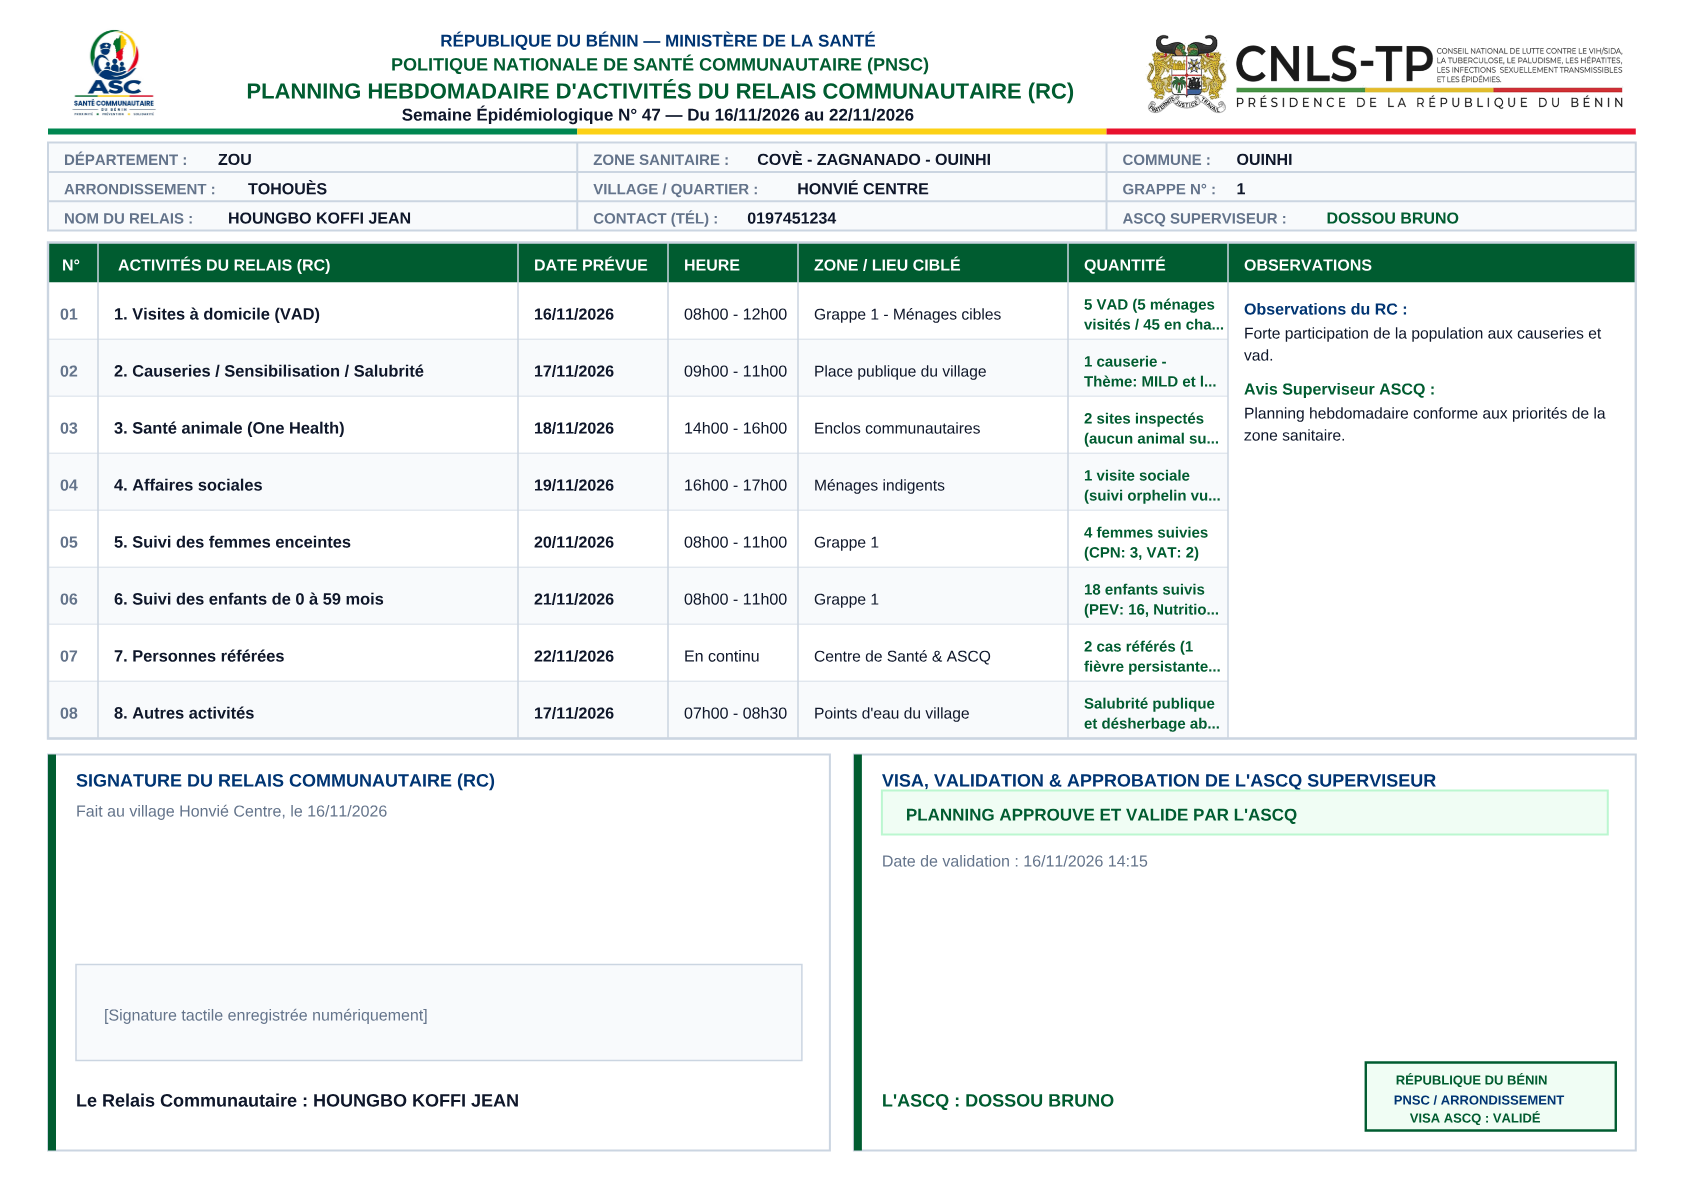 ASC
SANTÉ COMMUNAUTAIRE
DU BÉNIN
RÉPUBLIQUE DU BÉNIN — MINISTÈRE DE LA SANTÉ
POLITIQUE NATIONALE DE SANTÉ COMMUNAUTAIRE (PNSC)
PLANNING HEBDOMADAIRE D'ACTIVITÉS DU RELAIS COMMUNAUTAIRE (RC)
Semaine Épidémiologique N° 47 — Du 16/11/2026 au 22/11/2026
CNLS-TP
CONSEIL NATIONAL DE LUTTE CONTRE LE VIH/SIDA,
LA TUBERCULOSE, LE PALUDISME, LES HÉPATITES,
LES INFECTIONS SEXUELLEMENT TRANSMISSIBLES
ET LES ÉPIDÉMIES.
PRÉSIDENCE DE LA RÉPUBLIQUE DU BÉNIN
DÉPARTEMENT : ZOU
ZONE SANITAIRE : COVÈ - ZAGNANADO - OUINHI
COMMUNE : OUINHI
ARRONDISSEMENT : TOHOUÈS
VILLAGE / QUARTIER : HONVIÉ CENTRE
GRAPPE N° : 1
NOM DU RELAIS : HOUNGBO KOFFI JEAN
CONTACT (TÉL) : 0197451234
ASCQ SUPERVISEUR : DOSSOU BRUNO
N° ACTIVITÉS DU RELAIS (RC) DATE PRÉVUE HEURE ZONE / LIEU CIBLÉ QUANTITÉ OBSERVATIONS
01 1. Visites à domicile (VAD) 16/11/2026 08h00 - 12h00 Grappe 1 - Ménages cibles 5 VAD (5 ménages
visités / 45 en cha...
02 2. Causeries / Sensibilisation / Salubrité 17/11/2026 09h00 - 11h00 Place publique du village 1 causerie -
Thème: MILD et l...
03 3. Santé animale (One Health) 18/11/2026 14h00 - 16h00 Enclos communautaires 2 sites inspectés
(aucun animal su...
04 4. Affaires sociales 19/11/2026 16h00 - 17h00 Ménages indigents 1 visite sociale
(suivi orphelin vu...
05 5. Suivi des femmes enceintes 20/11/2026 08h00 - 11h00 Grappe 1 4 femmes suivies
(CPN: 3, VAT: 2)
06 6. Suivi des enfants de 0 à 59 mois 21/11/2026 08h00 - 11h00 Grappe 1 18 enfants suivis
(PEV: 16, Nutritio...
07 7. Personnes référées 22/11/2026 En continu Centre de Santé & ASCQ 2 cas référés (1
fièvre persistante...
08 8. Autres activités 17/11/2026 07h00 - 08h30 Points d'eau du village Salubrité publique
et désherbage ab...
Observations du RC :
Forte participation de la population aux causeries et
vad.
Avis Superviseur ASCQ :
Planning hebdomadaire conforme aux priorités de la
zone sanitaire.
SIGNATURE DU RELAIS COMMUNAUTAIRE (RC)
Fait au village Honvié Centre, le 16/11/2026
[Signature tactile enregistrée numériquement]
Le Relais Communautaire : HOUNGBO KOFFI JEAN
VISA, VALIDATION & APPROBATION DE L'ASCQ SUPERVISEUR
PLANNING APPROUVE ET VALIDE PAR L'ASCQ
Date de validation : 16/11/2026 14:15
L'ASCQ : DOSSOU BRUNO
RÉPUBLIQUE DU BÉNIN
PNSC / ARRONDISSEMENT
VISA ASCQ : VALIDÉ